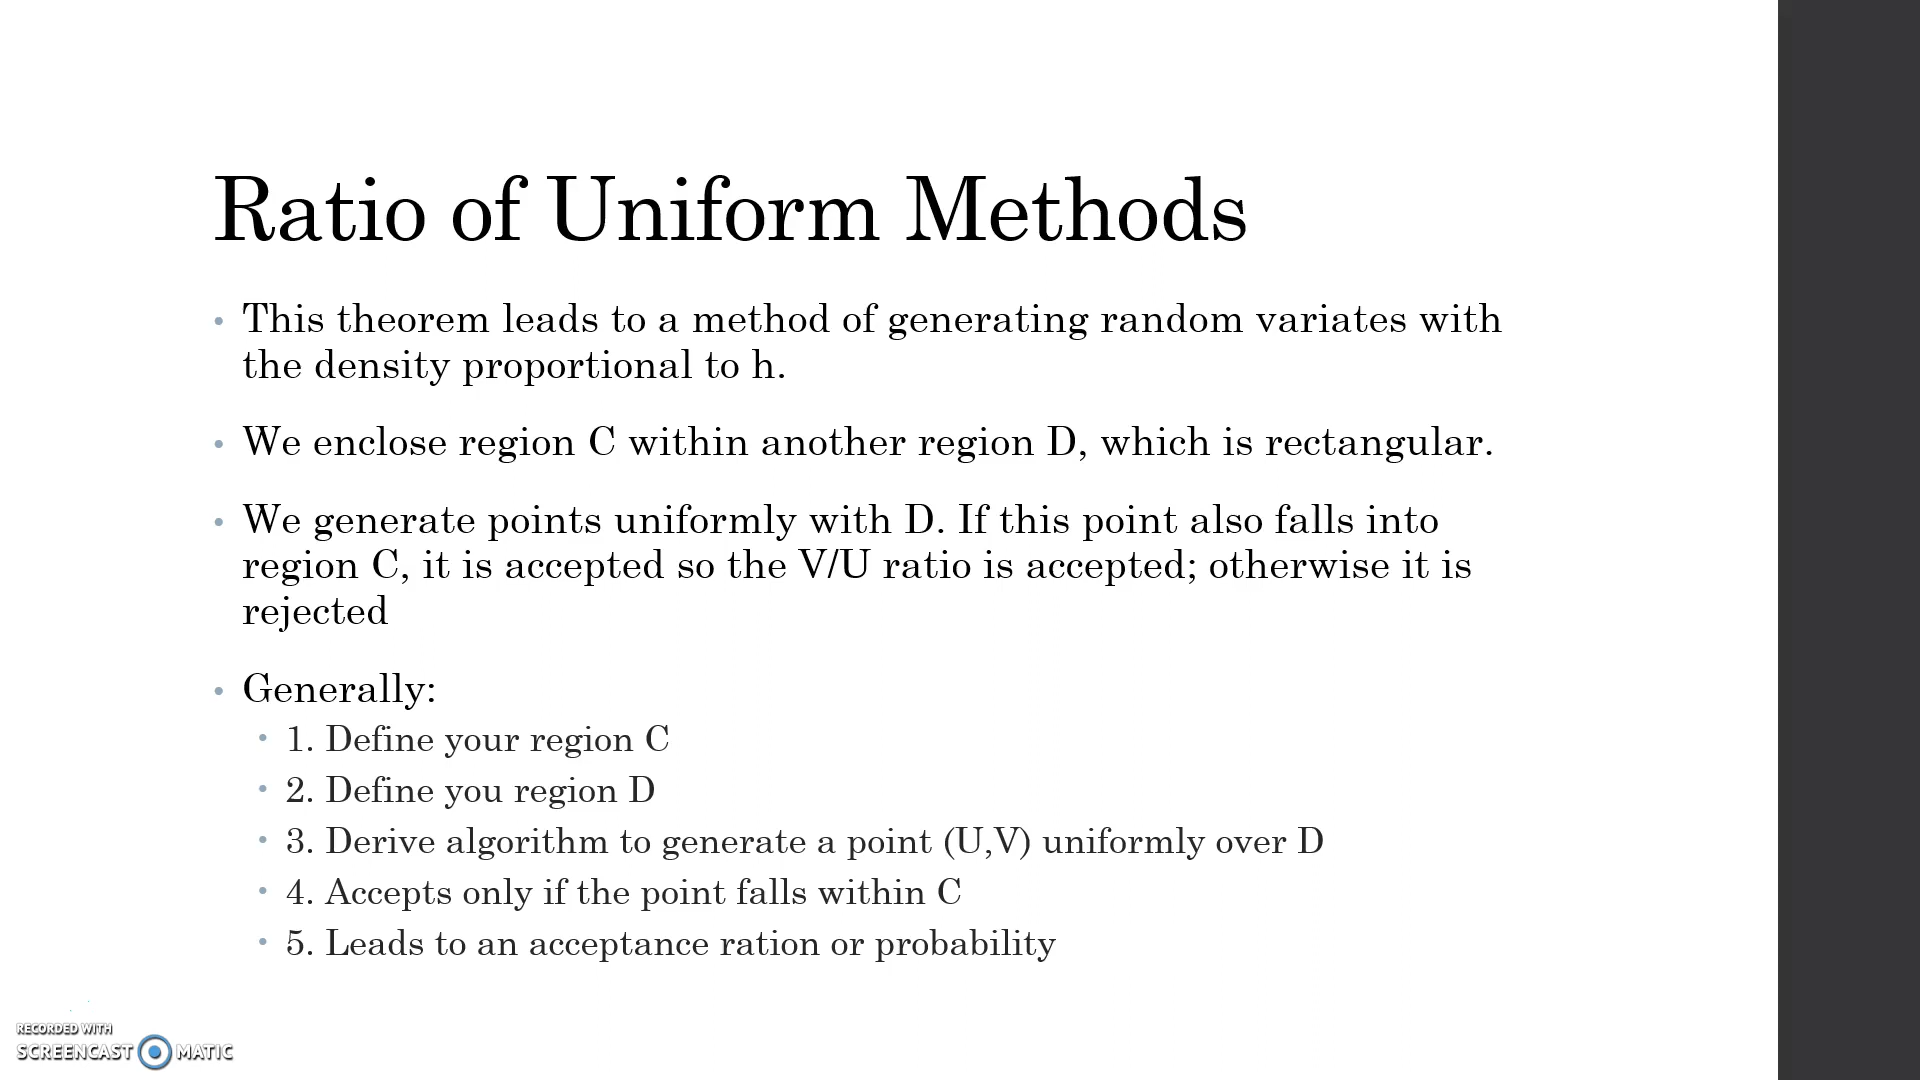 Ratio of Uniform Methods
• This theorem leads to a method of generating random variates with
the density proportional to h.
• We enclose region C within another region D, which is rectangular.
• We generate points uniformly with D. If this point also falls into
region C, it is accepted so the V/U ratio is accepted; otherwise it is
rejected
• Generally:
• 1. Define your region C
• 2. Define you region D
• 3. Derive algorithm to generate a point (U,V) uniformly over D
• 4. Accepts only if the point falls within C
• 5. Leads to an acceptance ration or probability
RECORDED WITH
SCREENCAST MATIC